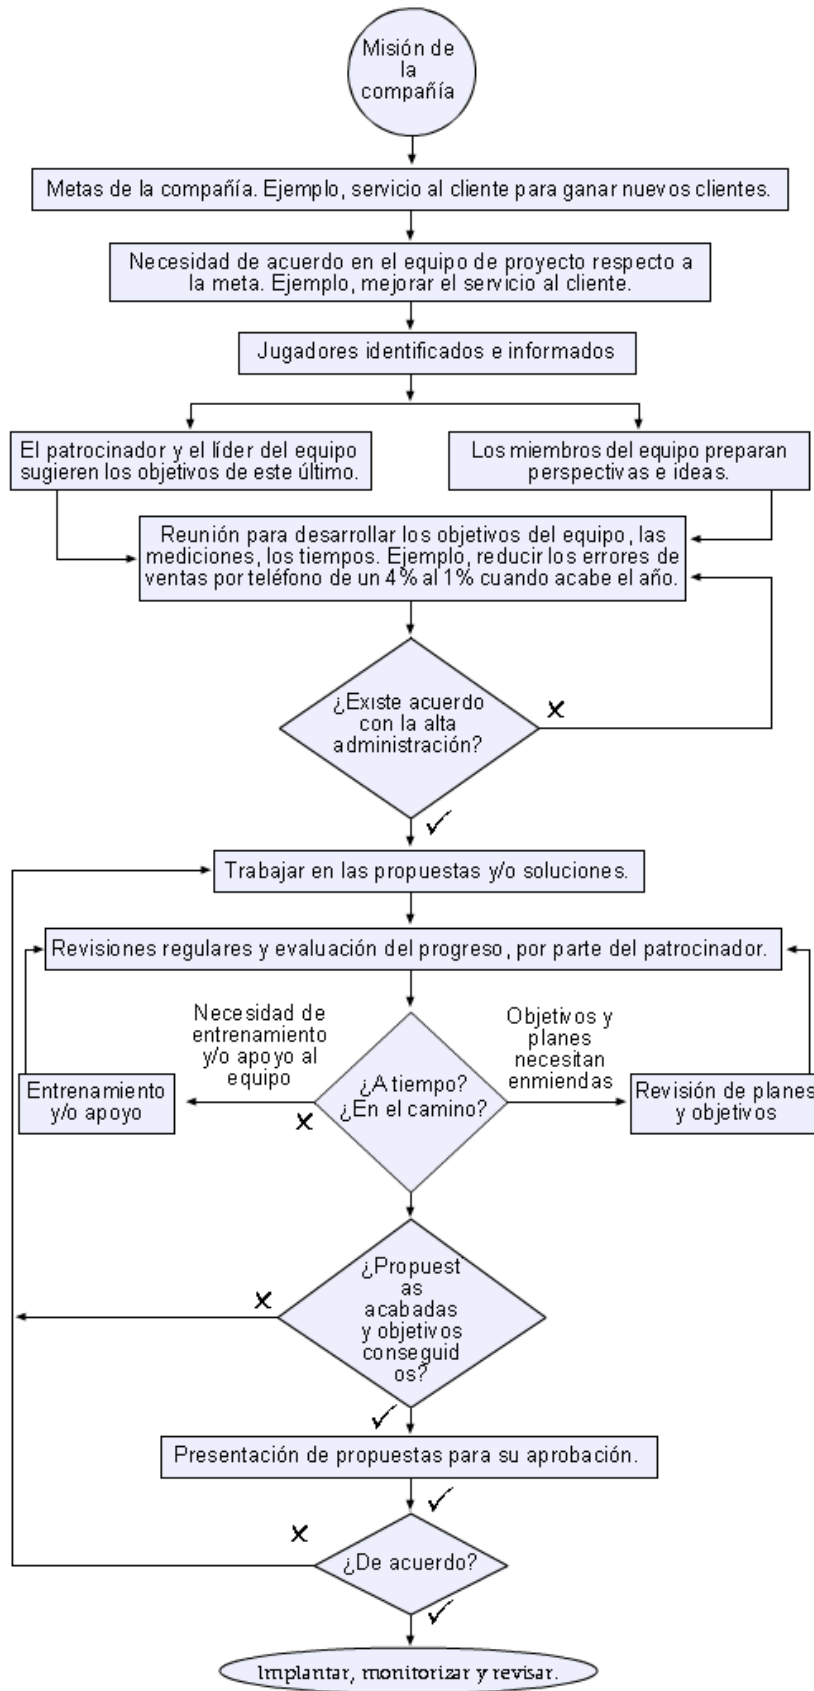 Misión de
la
compañía
Metas de la compañía. Ejemplo, servicio al cliente para ganar nuevos clientes.
Necesidad de acuerdo en el equipo de proyecto respecto a
la meta. Ejemplo, mejorar el servicio al cliente.
Jugadores identificados e informados
El patrocinador y el líder del equipo
sugieren los objetivos de este último.
Los miembros del equipo preparan
perspectivas e ideas.
Reunión para desarrollar los objetivos del equipo, las
mediciones, los tiempos. Ejemplo, reducir los errores de
ventas por teléfono de un 4% al 1% cuando acabe el año.
¿Existe acuerdo
con la alta
administración?
Trabajar en las propuestas y/o soluciones.
Revisiones regulares y evaluación del progreso, por parte del patrocinador.
Necesidad de
entrenamiento
y/o apoyo al
equipo
Objetivos y
planes
necesitan
enmiendas
Entrenamiento
y/o apoyo
¿A tiempo?
¿En el camino?
Revisión de planes
y objetivos
¿Propuest
as
acabadas
y objetivos
conseguid
os?
Presentación de propuestas para su aprobación.
¿De acuerdo?
Implantar, monitorizar y revisar.